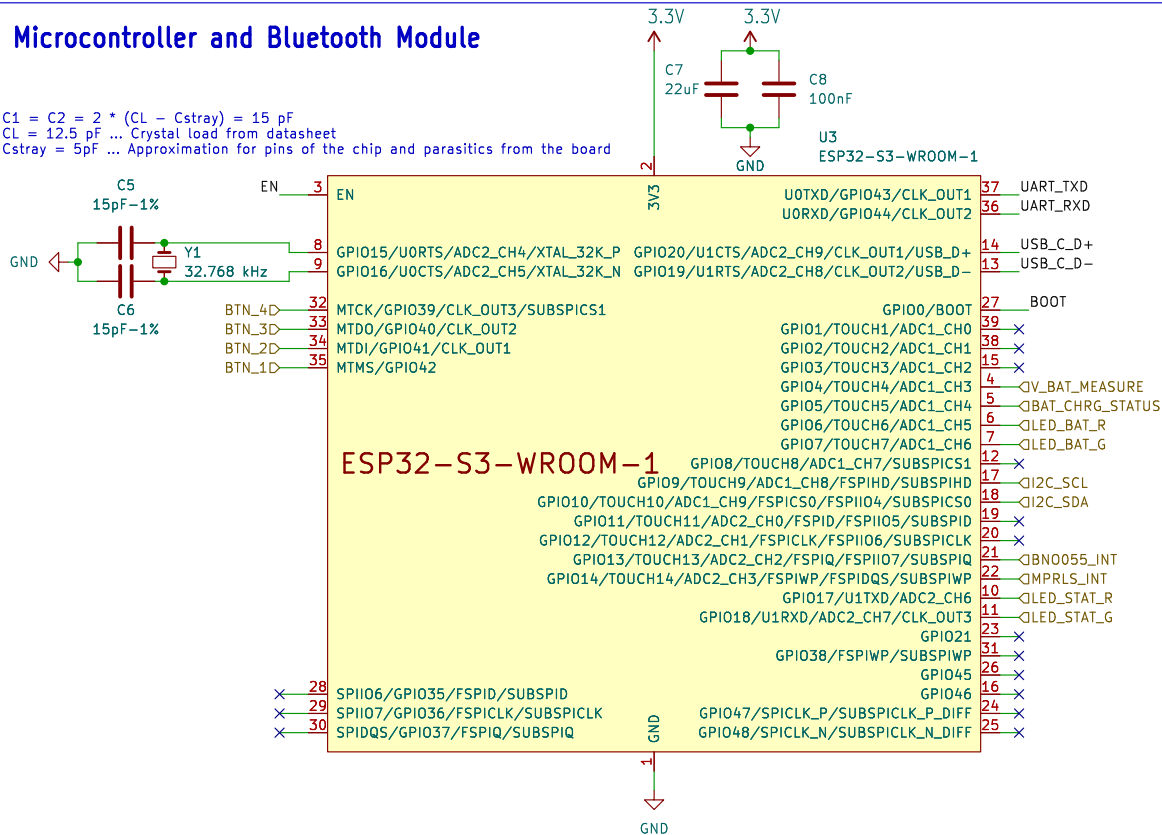 Microcontroller and Bluetooth Module
3.3V
3.3V
C7
22uF
C8
100nF
GND
C1 = C2 = 2 * (CL - Cstray) = 15 pF
CL = 12.5 pF ... Crystal load from datasheet
Cstray = 5pF ... Approximation for pins of the chip and parasitics from the board
U3
ESP32-S3-WROOM-1
2
3V3
C5
15pF-1%
GND
Y1
32.768 kHz
C6
15pF-1%
EN 3 EN
8 GPIO15/U0RTS/ADC2_CH4/XTAL_32K_P
9 GPIO16/U0CTS/ADC2_CH5/XTAL_32K_N
BTN_4 32 MTCK/GPIO39/CLK_OUT3/SUBSPICS1
BTN_3 33 MTDO/GPIO40/CLK_OUT2
BTN_2 34 MTDI/GPIO41/CLK_OUT1
BTN_1 35 MTMS/GPIO42
ESP32-S3-WROOM-1
28 SPIIO6/GPIO35/FSPID/SUBSPID
29 SPIIO7/GPIO36/FSPICLK/SUBSPICLK
30 SPIDQS/GPIO37/FSPIQ/SUBSPIQ
U0TXD/GPIO43/CLK_OUT1 37 UART_TXD
U0RXD/GPIO44/CLK_OUT2 36 UART_RXD
GPIO20/U1CTS/ADC2_CH9/CLK_OUT1/USB_D+ 14 USB_C_D+
GPIO19/U1RTS/ADC2_CH8/CLK_OUT2/USB_D- 13 USB_C_D-
GPIO0/BOOT 27 BOOT
GPIO1/TOUCH1/ADC1_CH0 39
GPIO2/TOUCH2/ADC1_CH1 38
GPIO3/TOUCH3/ADC1_CH2 15
GPIO4/TOUCH4/ADC1_CH3 4 V_BAT_MEASURE
GPIO5/TOUCH5/ADC1_CH4 5 BAT_CHRG_STATUS
GPIO6/TOUCH6/ADC1_CH5 6 LED_BAT_R
GPIO7/TOUCH7/ADC1_CH6 7 LED_BAT_G
GPIO8/TOUCH8/ADC1_CH7/SUBSPICS1 12
GPIO9/TOUCH9/ADC1_CH8/FSPIHD/SUBSPIHD 17 I2C_SCL
GPIO10/TOUCH10/ADC1_CH9/FSPICS0/FSPIIO4/SUBSPICS0 18 I2C_SDA
GPIO11/TOUCH11/ADC2_CH0/FSPID/FSPIIO5/SUBSPID 19
GPIO12/TOUCH12/ADC2_CH1/FSPICLK/FSPIIO6/SUBSPICLK 20
GPIO13/TOUCH13/ADC2_CH2/FSPIQ/FSPIIO7/SUBSPIQ 21 BNO055_INT
GPIO14/TOUCH14/ADC2_CH3/FSPIWP/FSPIDQS/SUBSPIWP 22 MPRLS_INT
GPIO17/U1TXD/ADC2_CH6 10 LED_STAT_R
GPIO18/U1RXD/ADC2_CH7/CLK_OUT3 11 LED_STAT_G
GPIO21 23
GPIO38/FSPIWP/SUBSPIWP 31
GPIO45 26
GPIO46 16
GPIO47/SPICLK_P/SUBSPICLK_P_DIFF 24
GPIO48/SPICLK_N/SUBSPICLK_N_DIFF 25
GND
1
GND